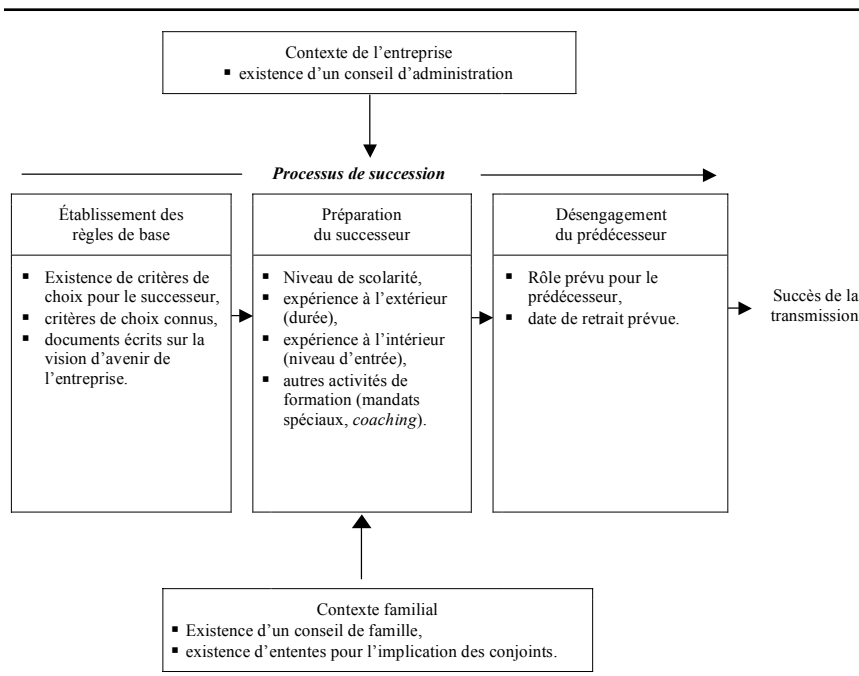 Contexte de l'entreprise
▪ existence d'un conseil d'administration
Processus de succession
Établissement des
règles de base
▪ Existence de critères de
choix pour le successeur,
▪ critères de choix connus,
▪ documents écrits sur la
vision d'avenir de
l'entreprise.
Préparation
du successeur
▪ Niveau de scolarité,
▪ expérience à l'extérieur
(durée),
▪ expérience à l'intérieur
(niveau d'entrée),
▪ autres activités de
formation (mandats
spéciaux, coaching).
Désengagement
du prédécesseur
▪ Rôle prévu pour le
prédécesseur,
▪ date de retrait prévue.
Succès de la
transmission
Contexte familial
▪ Existence d'un conseil de famille,
▪ existence d'ententes pour l'implication des conjoints.